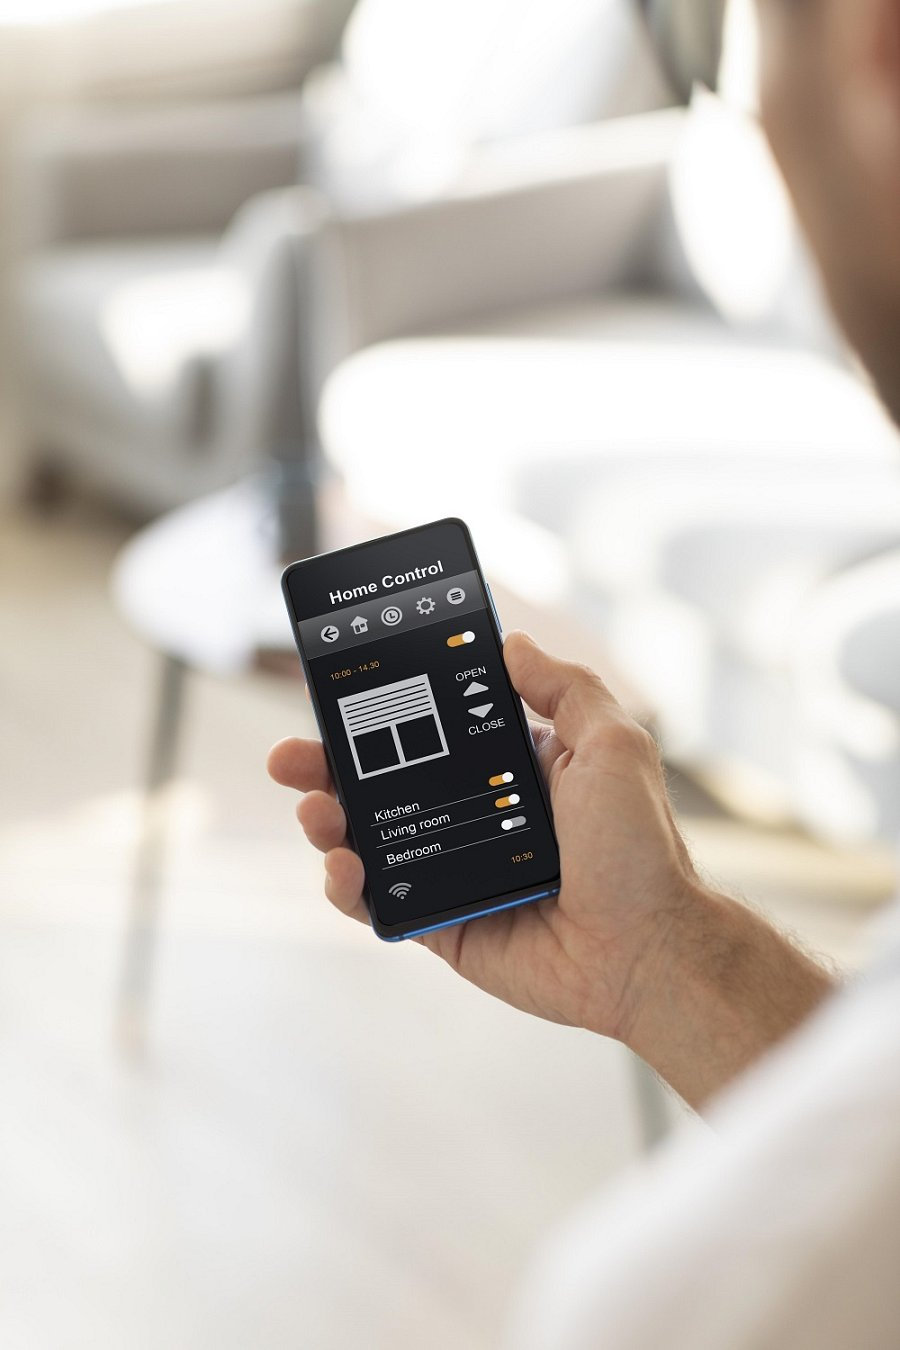 Home Control
10:00 - 14.30
OPEN
CLOSE
Kitchen
Living room
Bedroom
10:30